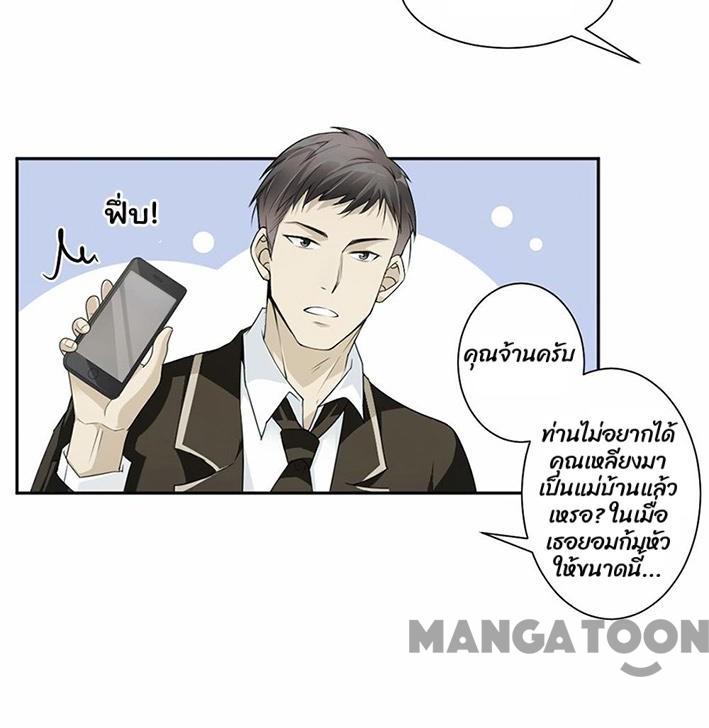 ฟึ่บ!
คุณจ้านครับ
ท่านไม่อยากได้
คุณเหลียงมา
เป็นแม่บ้านแล้ว
เหรอ? ในเมื่อ
เธอยอมก้มหัว
ให้ขนาดนี้...
MANGATOON